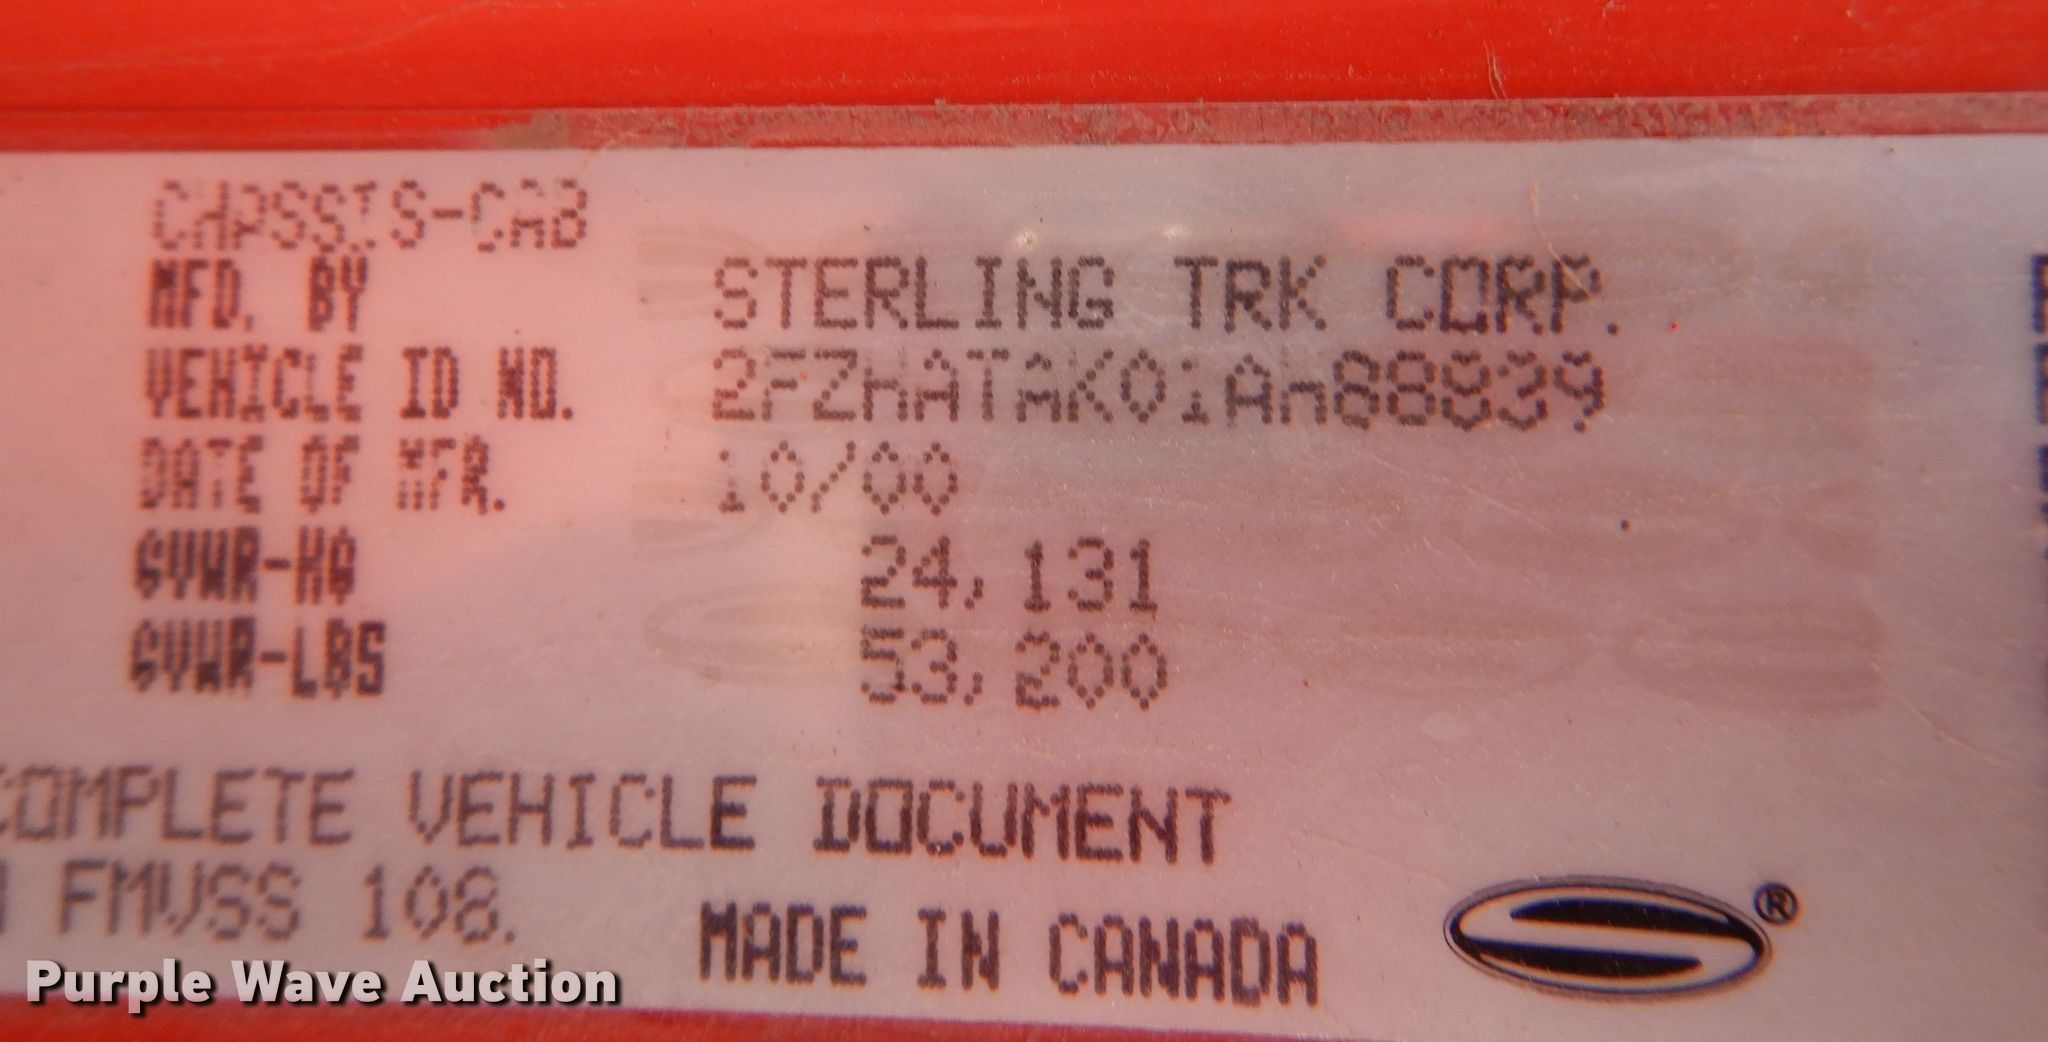 CHASSIS-CAB
MFD. BY STERLING TRK CORP.
VEHICLE ID NO. 2FZHATAK01AH88839
DATE OF MFR. 10/00
GVWR-KG 24,131
GVWR-LBS 53,200
COMPLETE VEHICLE DOCUMENT
FMVSS 108.
MADE IN CANADA
®
Purple Wave Auction